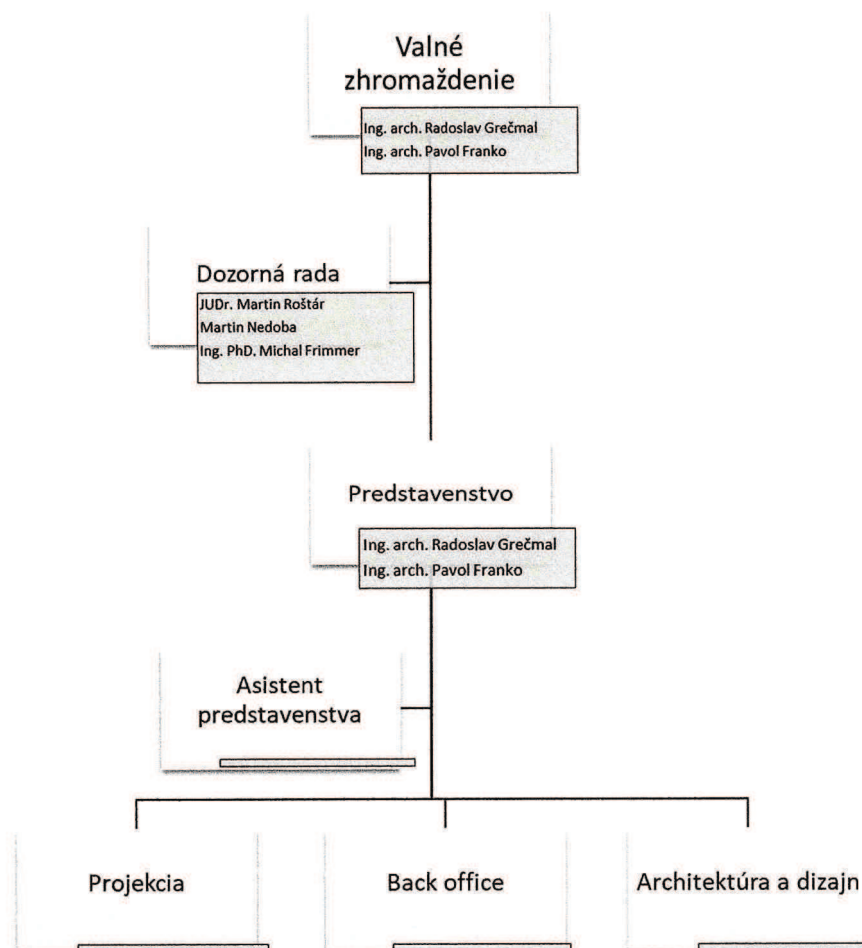 Valné
zhromaždenie
Ing. arch. Radoslav Grečmal
Ing. arch. Pavol Franko
Dozorná rada
JUDr. Martin Roštár
Martin Nedoba
Ing. PhD. Michal Frimmer
Predstavenstvo
Ing. arch. Radoslav Grečmal
Ing. arch. Pavol Franko
Asistent
predstavenstva
Projekcia
Back office
Architektúra a dizajn